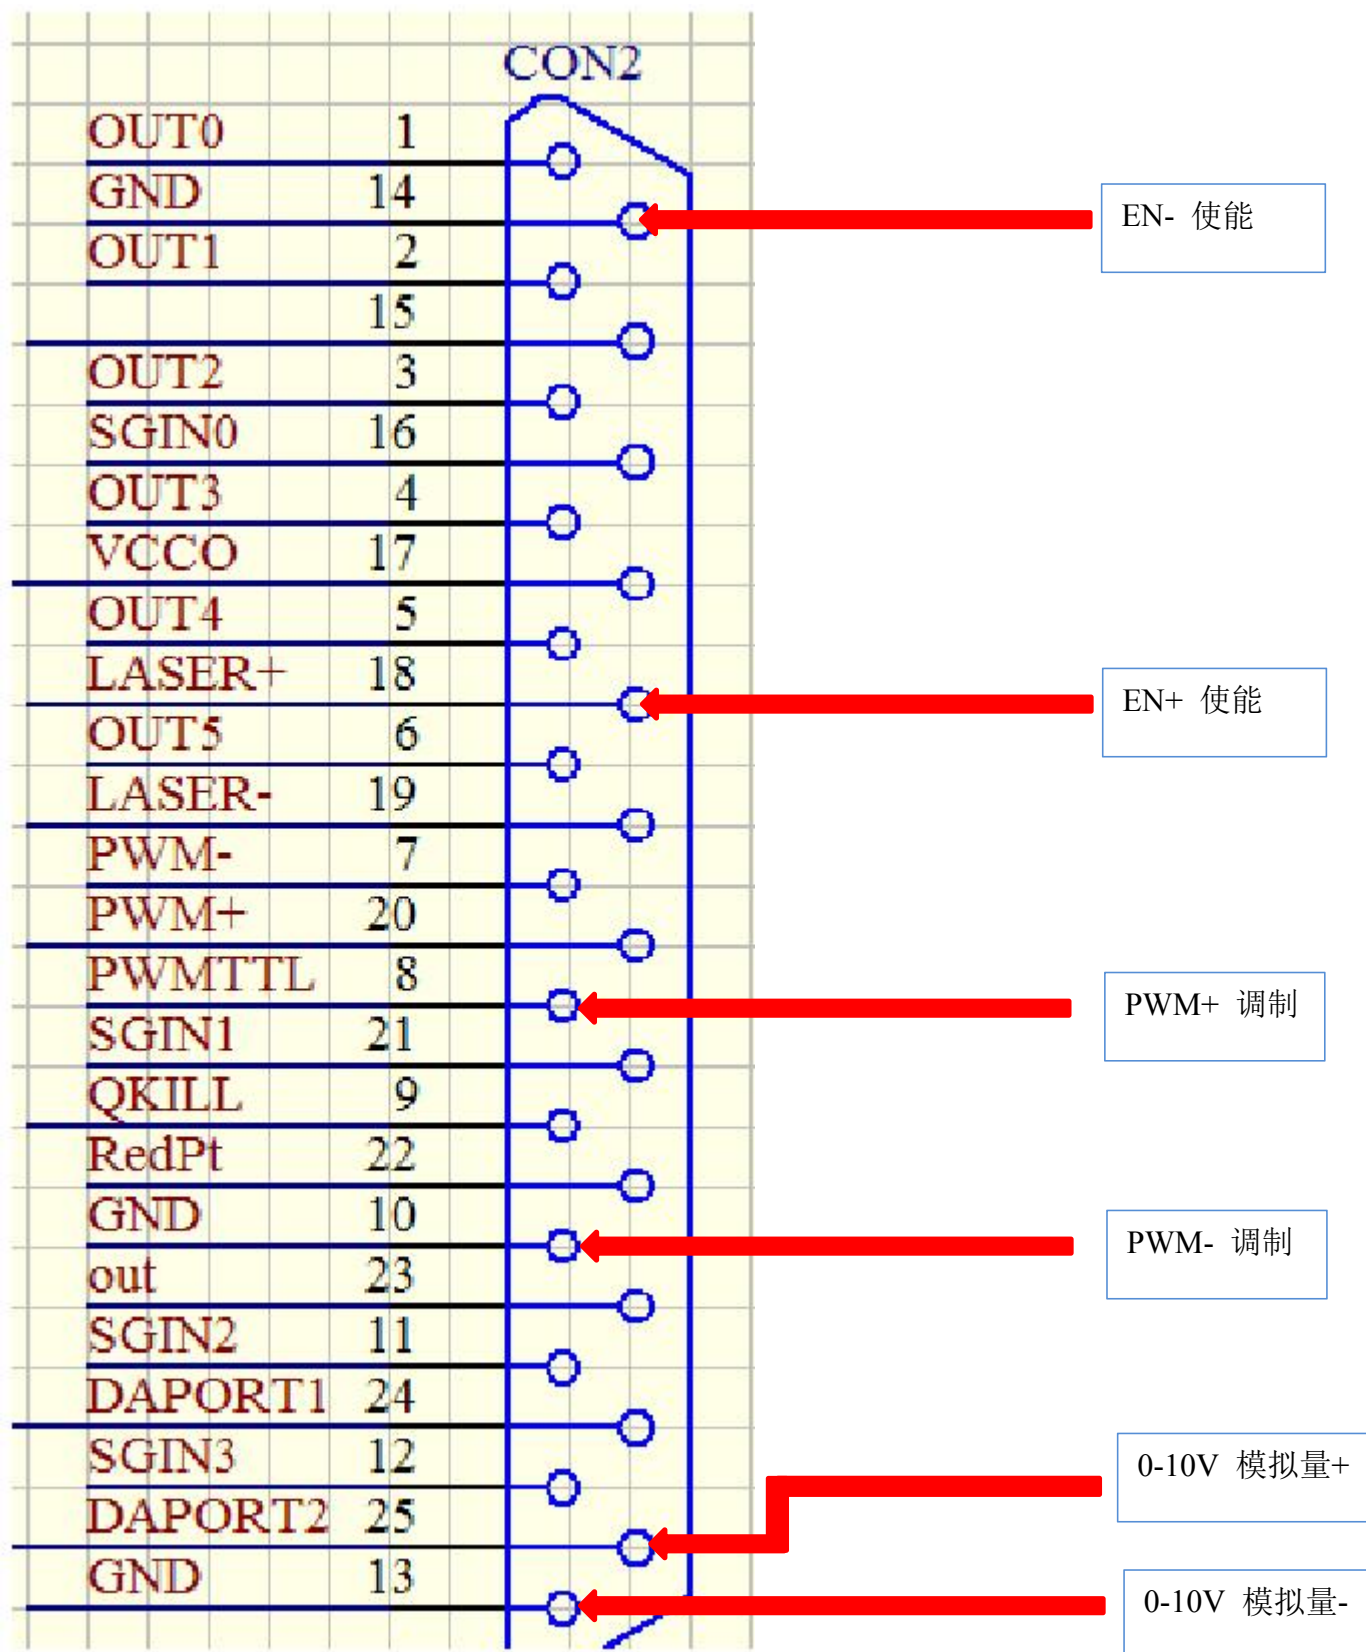 CON2
OUT0 1
GND 14
EN- 使能
OUT1 2
15
OUT2 3
SGIN0 16
OUT3 4
VCCO 17
OUT4 5
LASER+ 18
EN+ 使能
OUT5 6
LASER- 19
PWM- 7
PWM+ 20
PWMTTL 8
PWM+ 调制
SGIN1 21
QKILL 9
RedPt 22
GND 10
PWM- 调制
out 23
SGIN2 11
DAPORT1 24
SGIN3 12
0-10V 模拟量+
DAPORT2 25
GND 13
0-10V 模拟量-